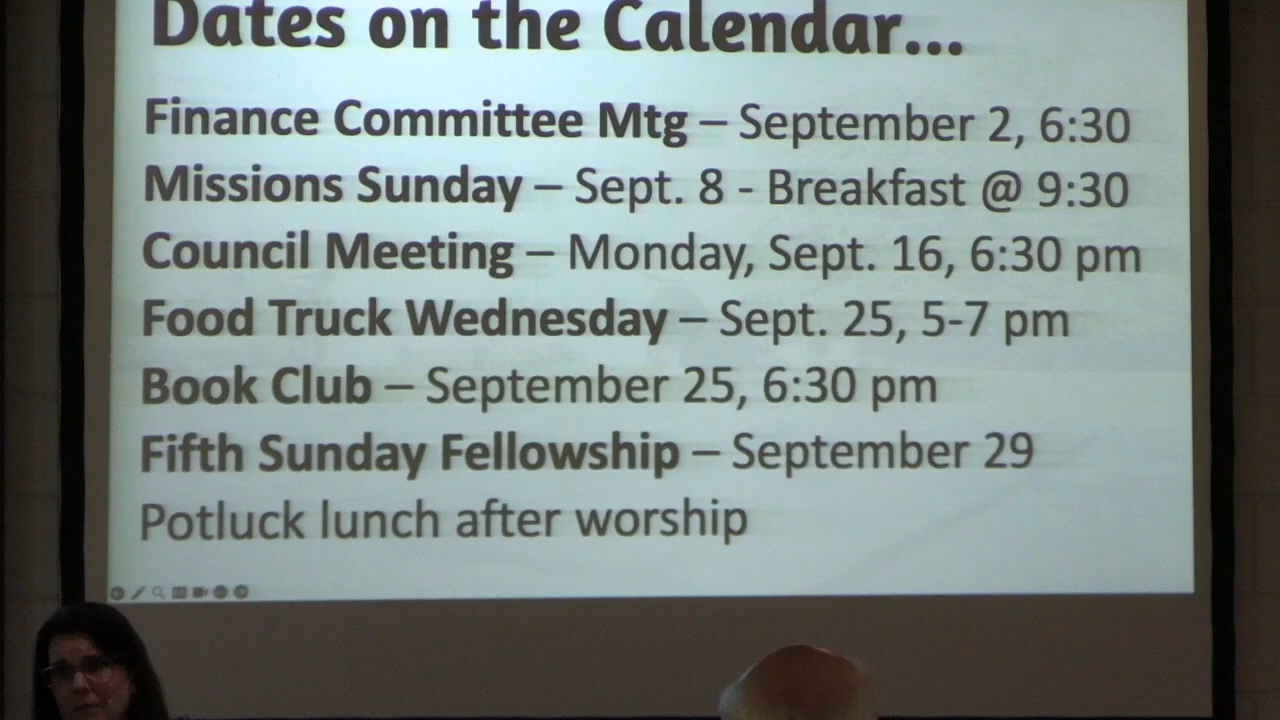 Dates on the Calendar...
Finance Committee Mtg – September 2, 6:30
Missions Sunday – Sept. 8 - Breakfast @ 9:30
Council Meeting – Monday, Sept. 16, 6:30 pm
Food Truck Wednesday – Sept. 25, 5-7 pm
Book Club – September 25, 6:30 pm
Fifth Sunday Fellowship – September 29
Potluck lunch after worship